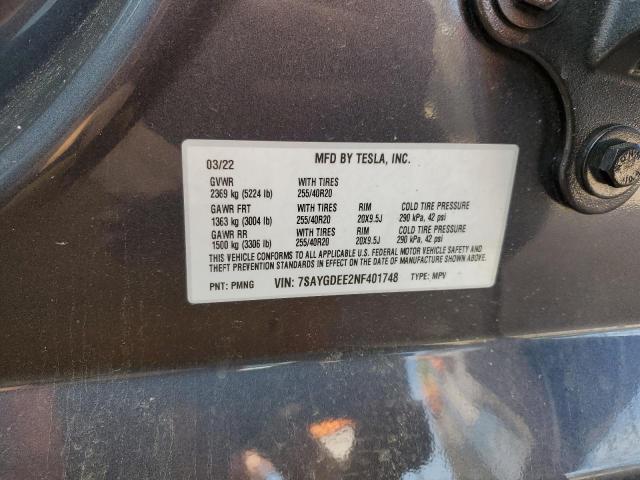 03/22 MFD BY TESLA, INC.
GVWR WITH TIRES
2369 kg (5224 lb) 255/40R20
GAWR FRT WITH TIRES RIM COLD TIRE PRESSURE
1363 kg (3004 lb) 255/40R20 20X9.5J 290 kPa, 42 psi
GAWR RR WITH TIRES RIM COLD TIRE PRESSURE
1500 kg (3306 lb) 255/40R20 20X9.5J 290 kPa, 42 psi
THIS VEHICLE CONFORMS TO ALL APPLICABLE U.S. FEDERAL MOTOR VEHICLE SAFETY AND
THEFT PREVENTION STANDARDS IN EFFECT ON THE DATE OF MANUFACTURE SHOWN ABOVE.
PNT: PMNG VIN: 7SAYGDEE2NF401748 TYPE: MPV